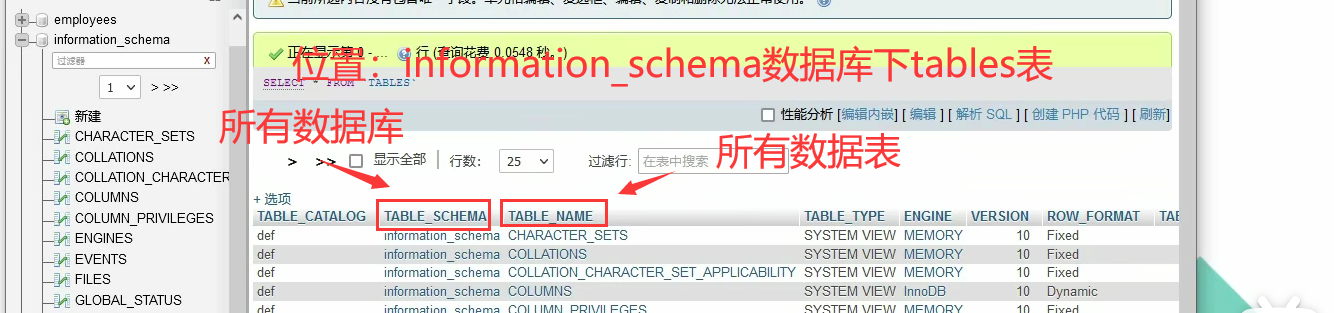 employees
information_schema
过滤器 X
1 > >>
新建
CHARACTER_SETS
COLLATIONS
COLLATION_CHARACTER
COLUMNS
COLUMN_PRIVILEGES
ENGINES
EVENTS
FILES
GLOBAL_STATUS
正在显示第 0 - ... 行 (查询花费 0.0548 秒。)
位置：information_schema数据库下tables表
SELECT * FROM `TABLES`
性能分析 [编辑内嵌] [ 编辑 ] [ 解析 SQL ] [ 创建 PHP 代码 ] [ 刷新]
所有数据库
所有数据表
> >> 显示全部 行数： 25 过滤行: 在表中搜索
+ 选项
TABLE_CATALOG TABLE_SCHEMA TABLE_NAME TABLE_TYPE ENGINE VERSION ROW_FORMAT TAB
def information_schema CHARACTER_SETS SYSTEM VIEW MEMORY 10 Fixed
def information_schema COLLATIONS SYSTEM VIEW MEMORY 10 Fixed
def information_schema COLLATION_CHARACTER_SET_APPLICABILITY SYSTEM VIEW MEMORY 10 Fixed
def information_schema COLUMNS SYSTEM VIEW InnoDB 10 Dynamic
def information_schema COLUMN_PRIVILEGES SYSTEM VIEW MEMORY 10 Fixed